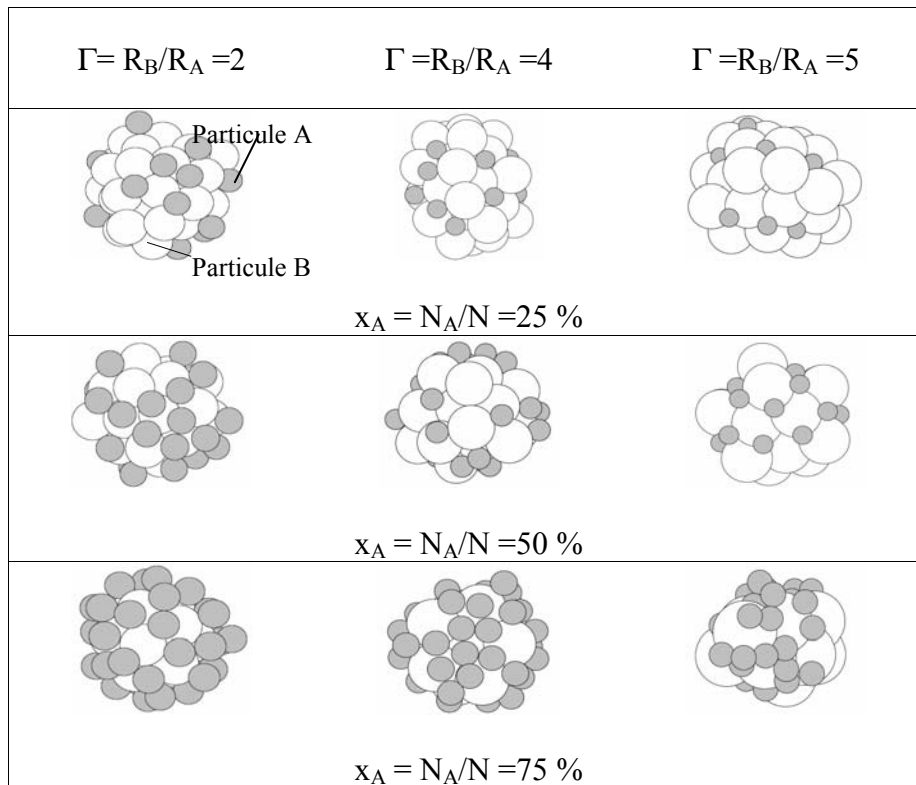 Γ= R_B/R_A =2 Γ =R_B/R_A =4 Γ =R_B/R_A =5
Particule A
Particule B
x_A = N_A/N =25 %
x_A = N_A/N =50 %
x_A = N_A/N =75 %